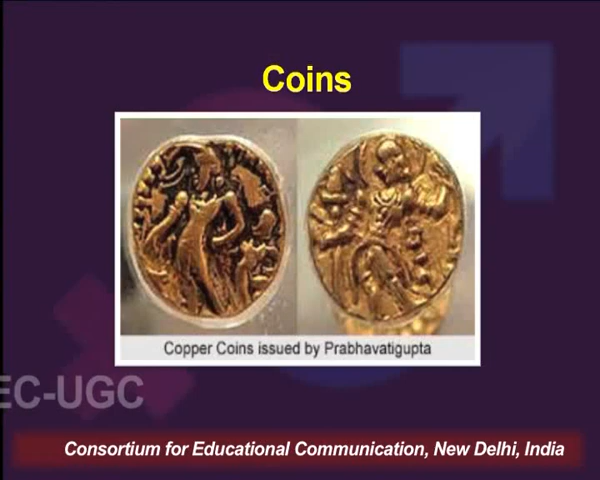 Coins
Copper Coins issued by Prabhavatigupta
EC-UGC
Consortium for Educational Communication, New Delhi, India